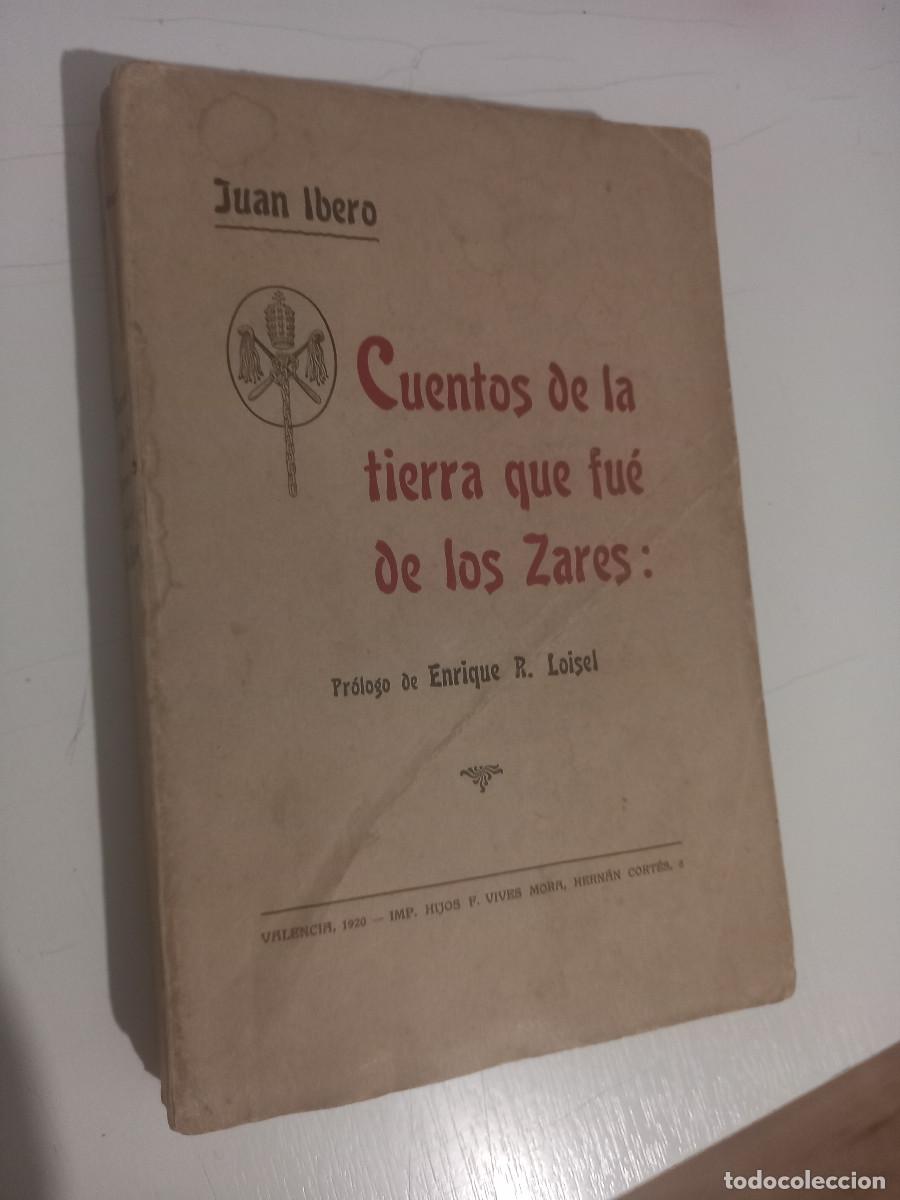 Juan Ibero
Cuentos de la
tierra que fué
de los Zares:
Prólogo de Enrique R. Loisel
VALENCIA, 1920 — IMP. HIJOS F. VIVES MORA, HERNÁN CORTÉS,
todocoleccion